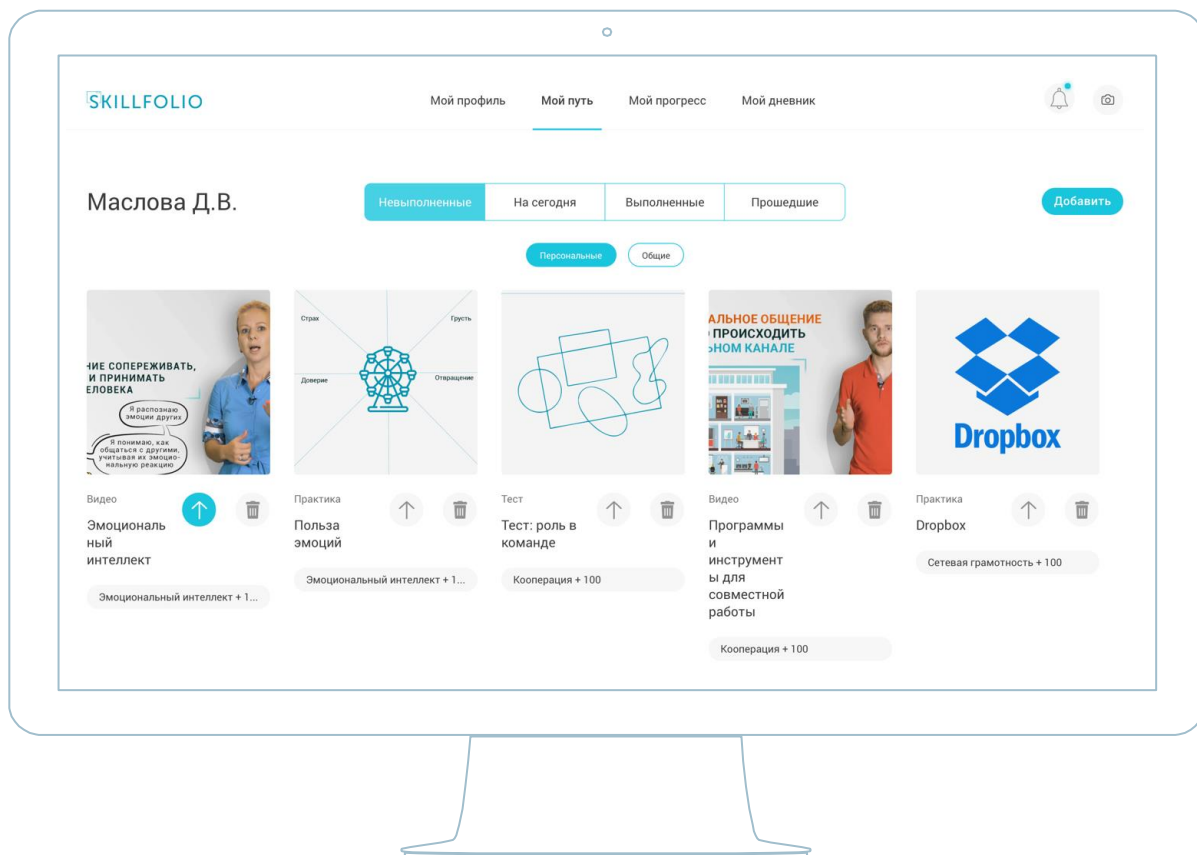 SKILLFOLIO
Мой профиль
Мой путь
Мой прогресс
Мой дневник
Маслова Д.В.
Невыполненные
На сегодня
Выполненные
Прошедшие
Добавить
Персональные
Общие
НИЕ СОПЕРЕЖИВАТЬ,
И ПРИНИМАТЬ
ЕЛОВЕКА
Я распознаю
эмоции других
Я понимаю, как
общаться с другими,
учитывая их эмоцио-
нальную реакцию
Видео
Эмоциональ
ный
интеллект
Эмоциональный интеллект + 1...
Страх
Грусть
Доверие
Отвращение
Практика
Польза
эмоций
Эмоциональный интеллект + 1...
Тест
Тест: роль в
команде
Кооперация + 100
АЛЬНОЕ ОБЩЕНИЕ
ПРОИСХОДИТЬ
ЬНОМ КАНАЛЕ
Видео
Программы
и
инструмент
ы для
совместной
работы
Кооперация + 100
Dropbox
Практика
Dropbox
Сетевая грамотность + 100